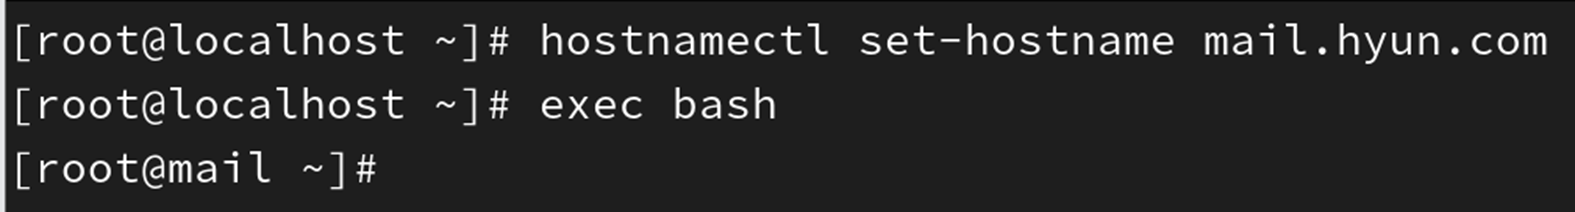 [root@localhost ~]# hostnamectl set-hostname mail.hyun.com
[root@localhost ~]# exec bash
[root@mail ~]#